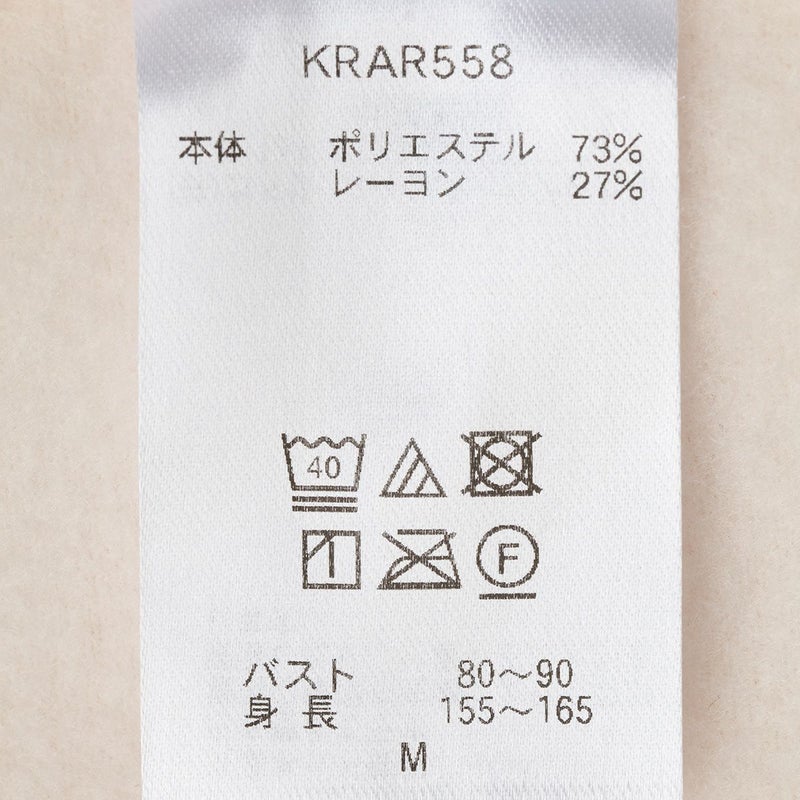 KRAR558
本体 ポリエステル 73%
レーヨン 27%
40
F
バスト 80〜90
身長 155〜165
M